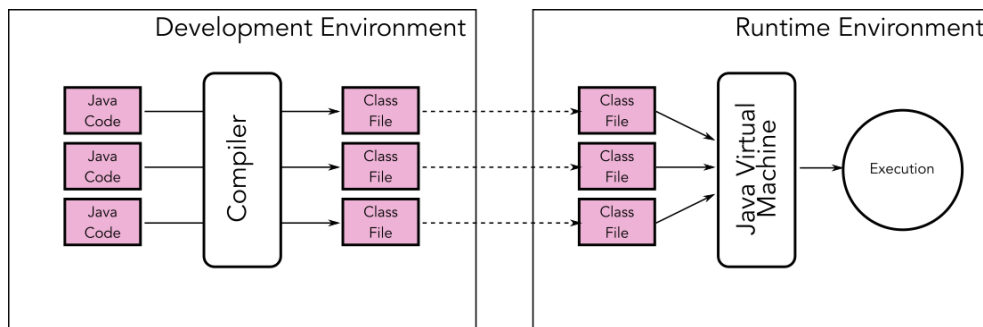 Development Environment
Runtime Environment
Java
Code
Java
Code
Java
Code
Compiler
Class
File
Class
File
Class
File
Class
File
Class
File
Class
File
Java Virtual
Machine
Execution